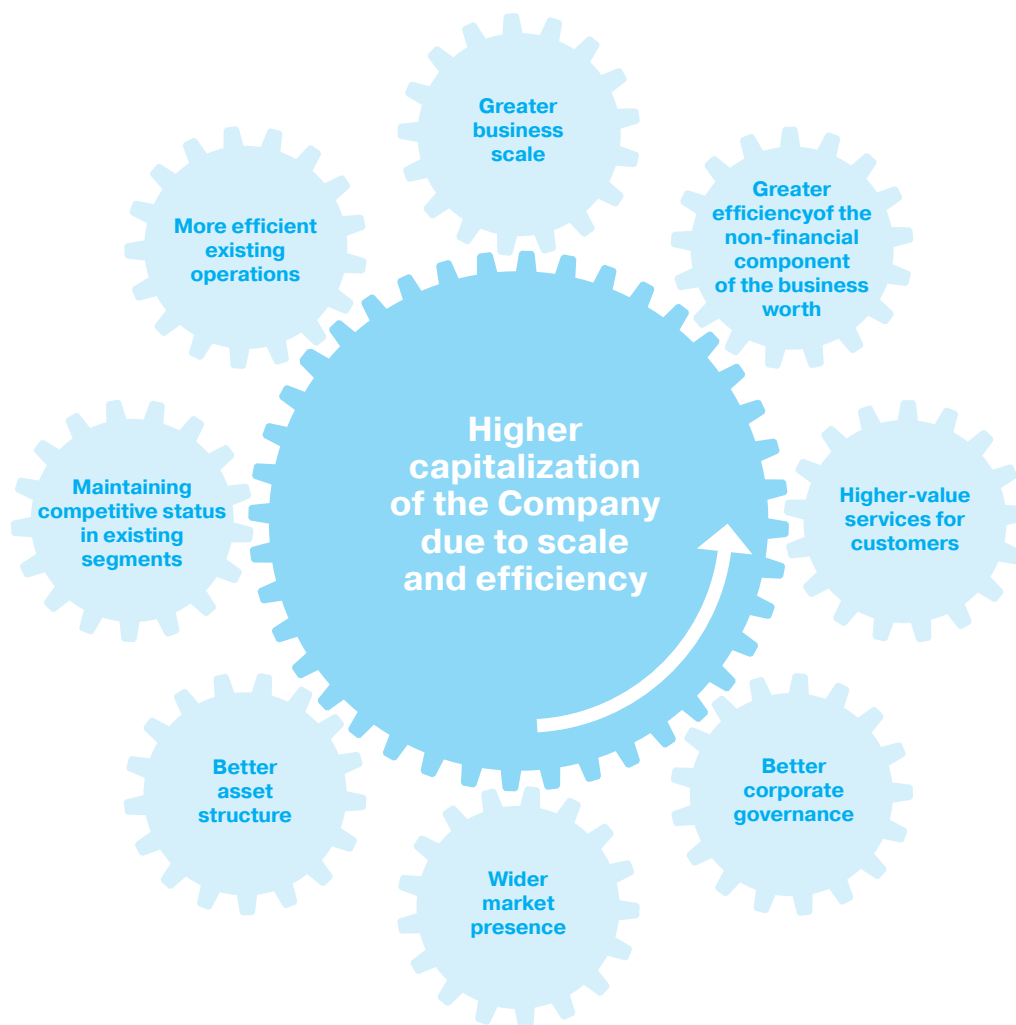 Greater
business
scale
Greater
efficiencyof the
non-financial
component
of the business
worth
More efficient
existing
operations
Higher
capitalization
of the Company
due to scale
and efficiency
Maintaining
competitive status
in existing
segments
Higher-value
services for
customers
Better
asset
structure
Better
corporate
governance
Wider
market
presence